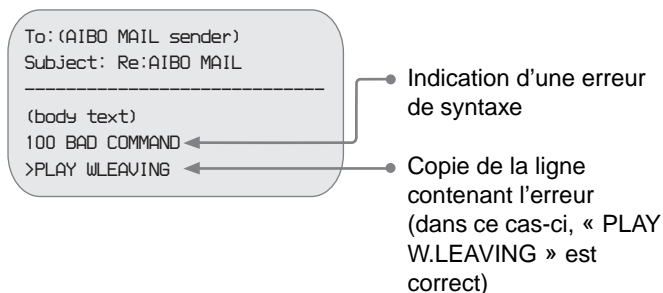 To:(AIBO MAIL sender)
Subject: Re:AIBO MAIL
------------------------------
(body text)
100 BAD COMMAND
>PLAY WLEAVING
Indication d’une erreur
de syntaxe
Copie de la ligne
contenant l’erreur
(dans ce cas-ci, « PLAY
W.LEAVING » est
correct)